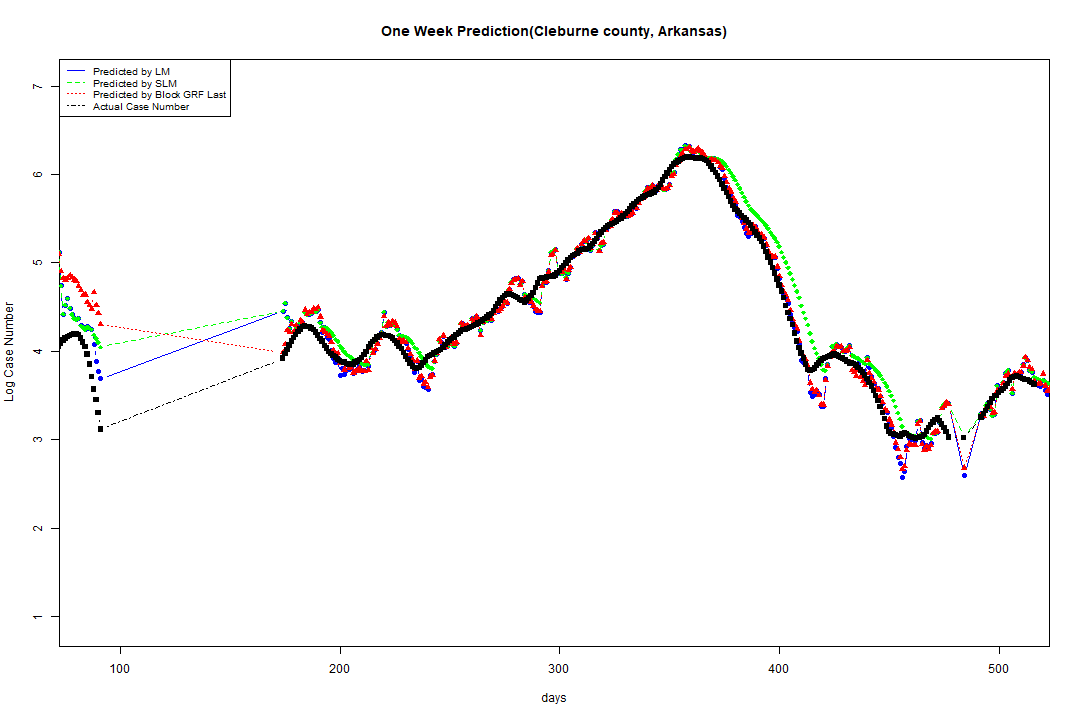 One Week Prediction(Cleburne county, Arkansas)
Predicted by LM
Predicted by SLM
Predicted by Block GRF Last
Actual Case Number
Log Case Number
7
6
5
4
3
2
1
100 200 300 400 500
days